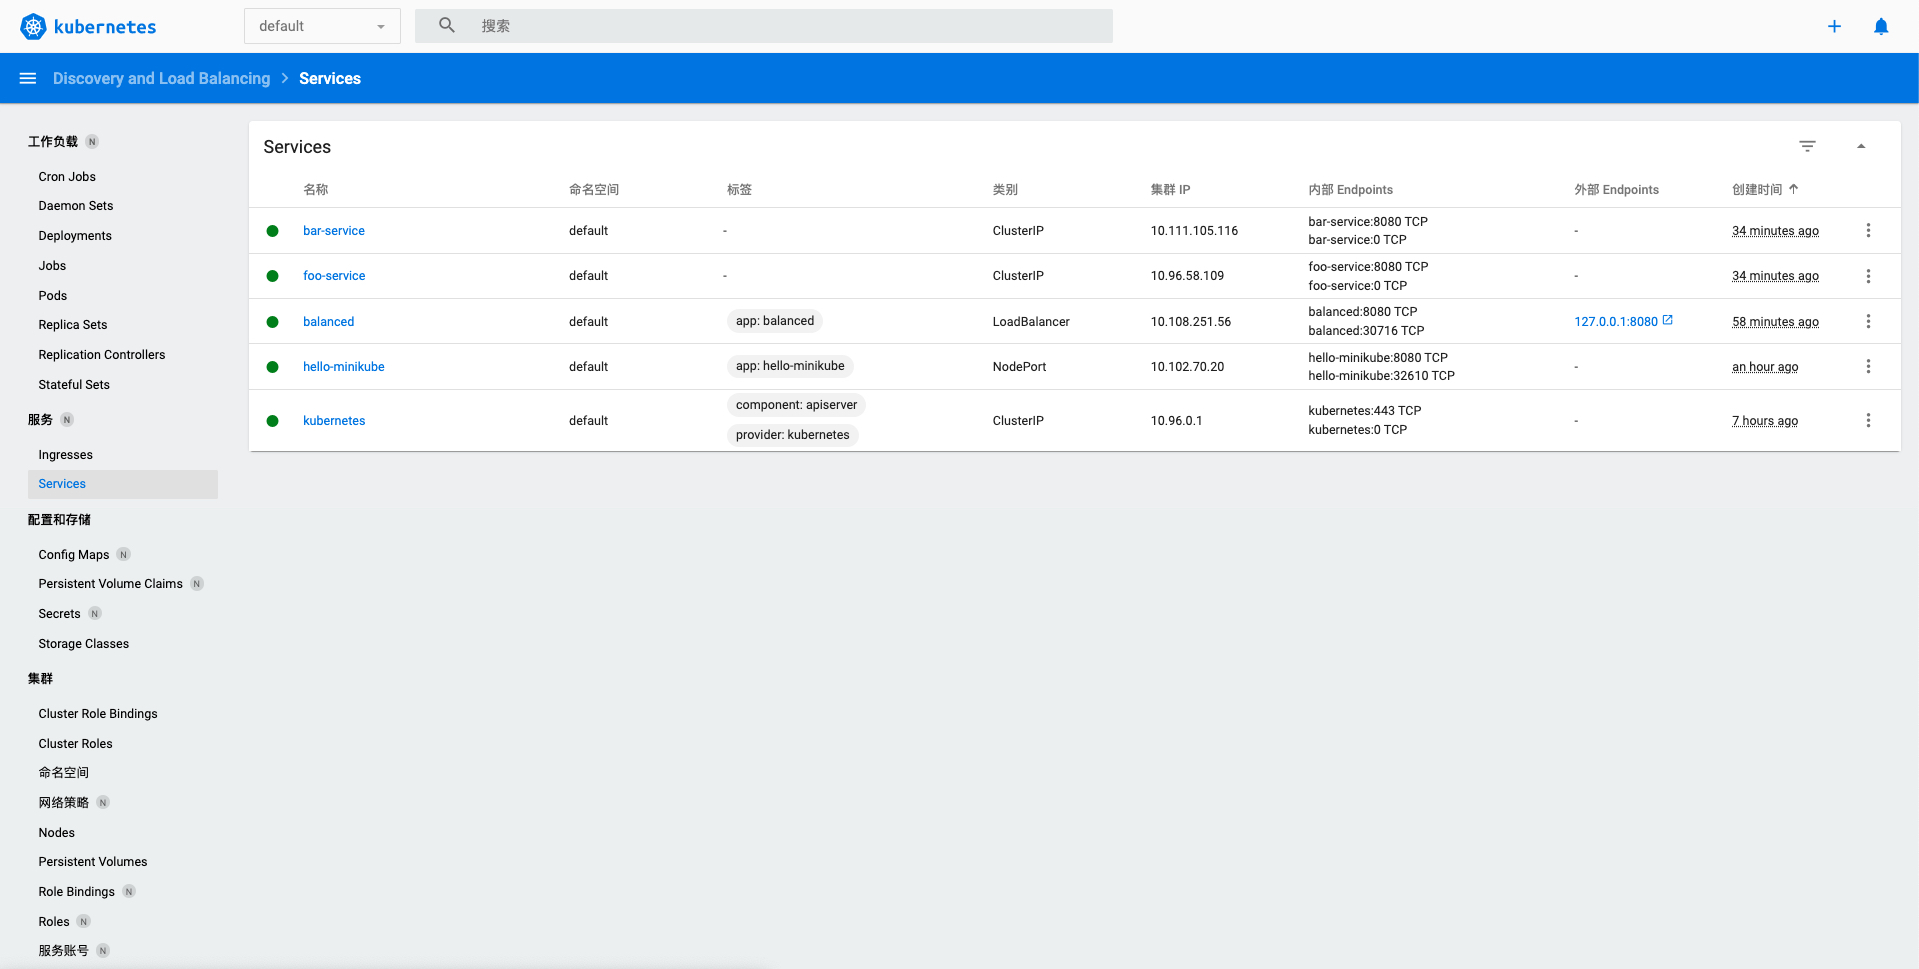 kubernetes
default
搜索
Discovery and Load Balancing > Services
工作负载 N
Cron Jobs
Daemon Sets
Deployments
Jobs
Pods
Replica Sets
Replication Controllers
Stateful Sets
服务 N
Ingresses
Services
配置和存储
Config Maps N
Persistent Volume Claims N
Secrets N
Storage Classes
集群
Cluster Role Bindings
Cluster Roles
命名空间
网络策略 N
Nodes
Persistent Volumes
Role Bindings N
Roles N
服务账号 N
Services
名称 命名空间 标签 类别 集群 IP 内部 Endpoints 外部 Endpoints 创建时间
bar-service default - ClusterIP 10.111.105.116 bar-service:8080 TCP - 34 minutes ago
bar-service:0 TCP
foo-service default - ClusterIP 10.96.58.109 foo-service:8080 TCP - 34 minutes ago
foo-service:0 TCP
balanced default app: balanced LoadBalancer 10.108.251.56 balanced:8080 TCP 127.0.0.1:8080 58 minutes ago
balanced:30716 TCP
hello-minikube default app: hello-minikube NodePort 10.102.70.20 hello-minikube:8080 TCP - an hour ago
hello-minikube:32610 TCP
kubernetes default component: apiserver ClusterIP 10.96.0.1 kubernetes:443 TCP - 7 hours ago
provider: kubernetes kubernetes:0 TCP